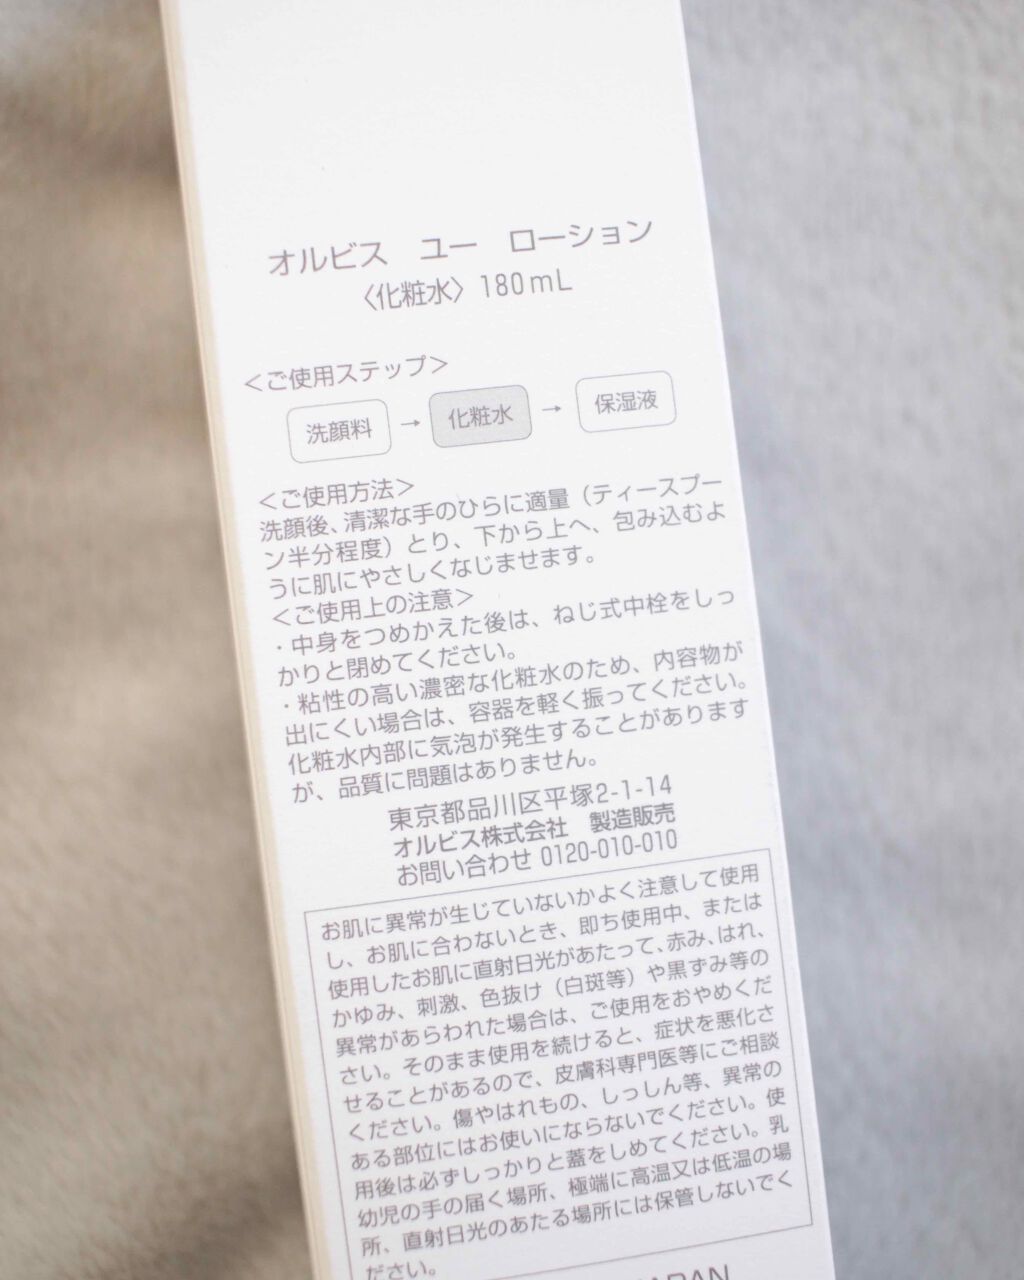 オルビス　ユー　ローション
〈化粧水〉180mL
＜ご使用ステップ＞
洗顔料 → 化粧水 → 保湿液
＜ご使用方法＞
洗顔後、清潔な手のひらに適量（ティースプー
ン半分程度）とり、下から上へ、包み込むよ
うに肌にやさしくなじませます。
＜ご使用上の注意＞
・中身をつめかえた後は、ねじ式中栓をしっ
かりと閉めてください。
・粘性の高い濃密な化粧水のため、内容物が
出にくい場合は、容器を軽く振ってください。
化粧水内部に気泡が発生することがあります
が、品質に問題はありません。
東京都品川区平塚2-1-14
オルビス株式会社　製造販売
お問い合わせ 0120-010-010
お肌に異常が生じていないかよく注意して使用
し、お肌に合わないとき、即ち使用中、または
使用したお肌に直射日光があたって、赤み、はれ、
かゆみ、刺激、色抜け（白斑等）や黒ずみ等の
異常があらわれた場合は、ご使用をおやめくだ
さい。そのまま使用を続けると、症状を悪化さ
せることがあるので、皮膚科専門医等にご相談
ください。傷やはれもの、しっしん等、異常の
ある部位にはお使いにならないでください。使
用後は必ずしっかりと蓋をしめてください。乳
幼児の手の届く場所、極端に高温又は低温の場
所、直射日光のあたる場所には保管しないでく
ださい。
JAPAN